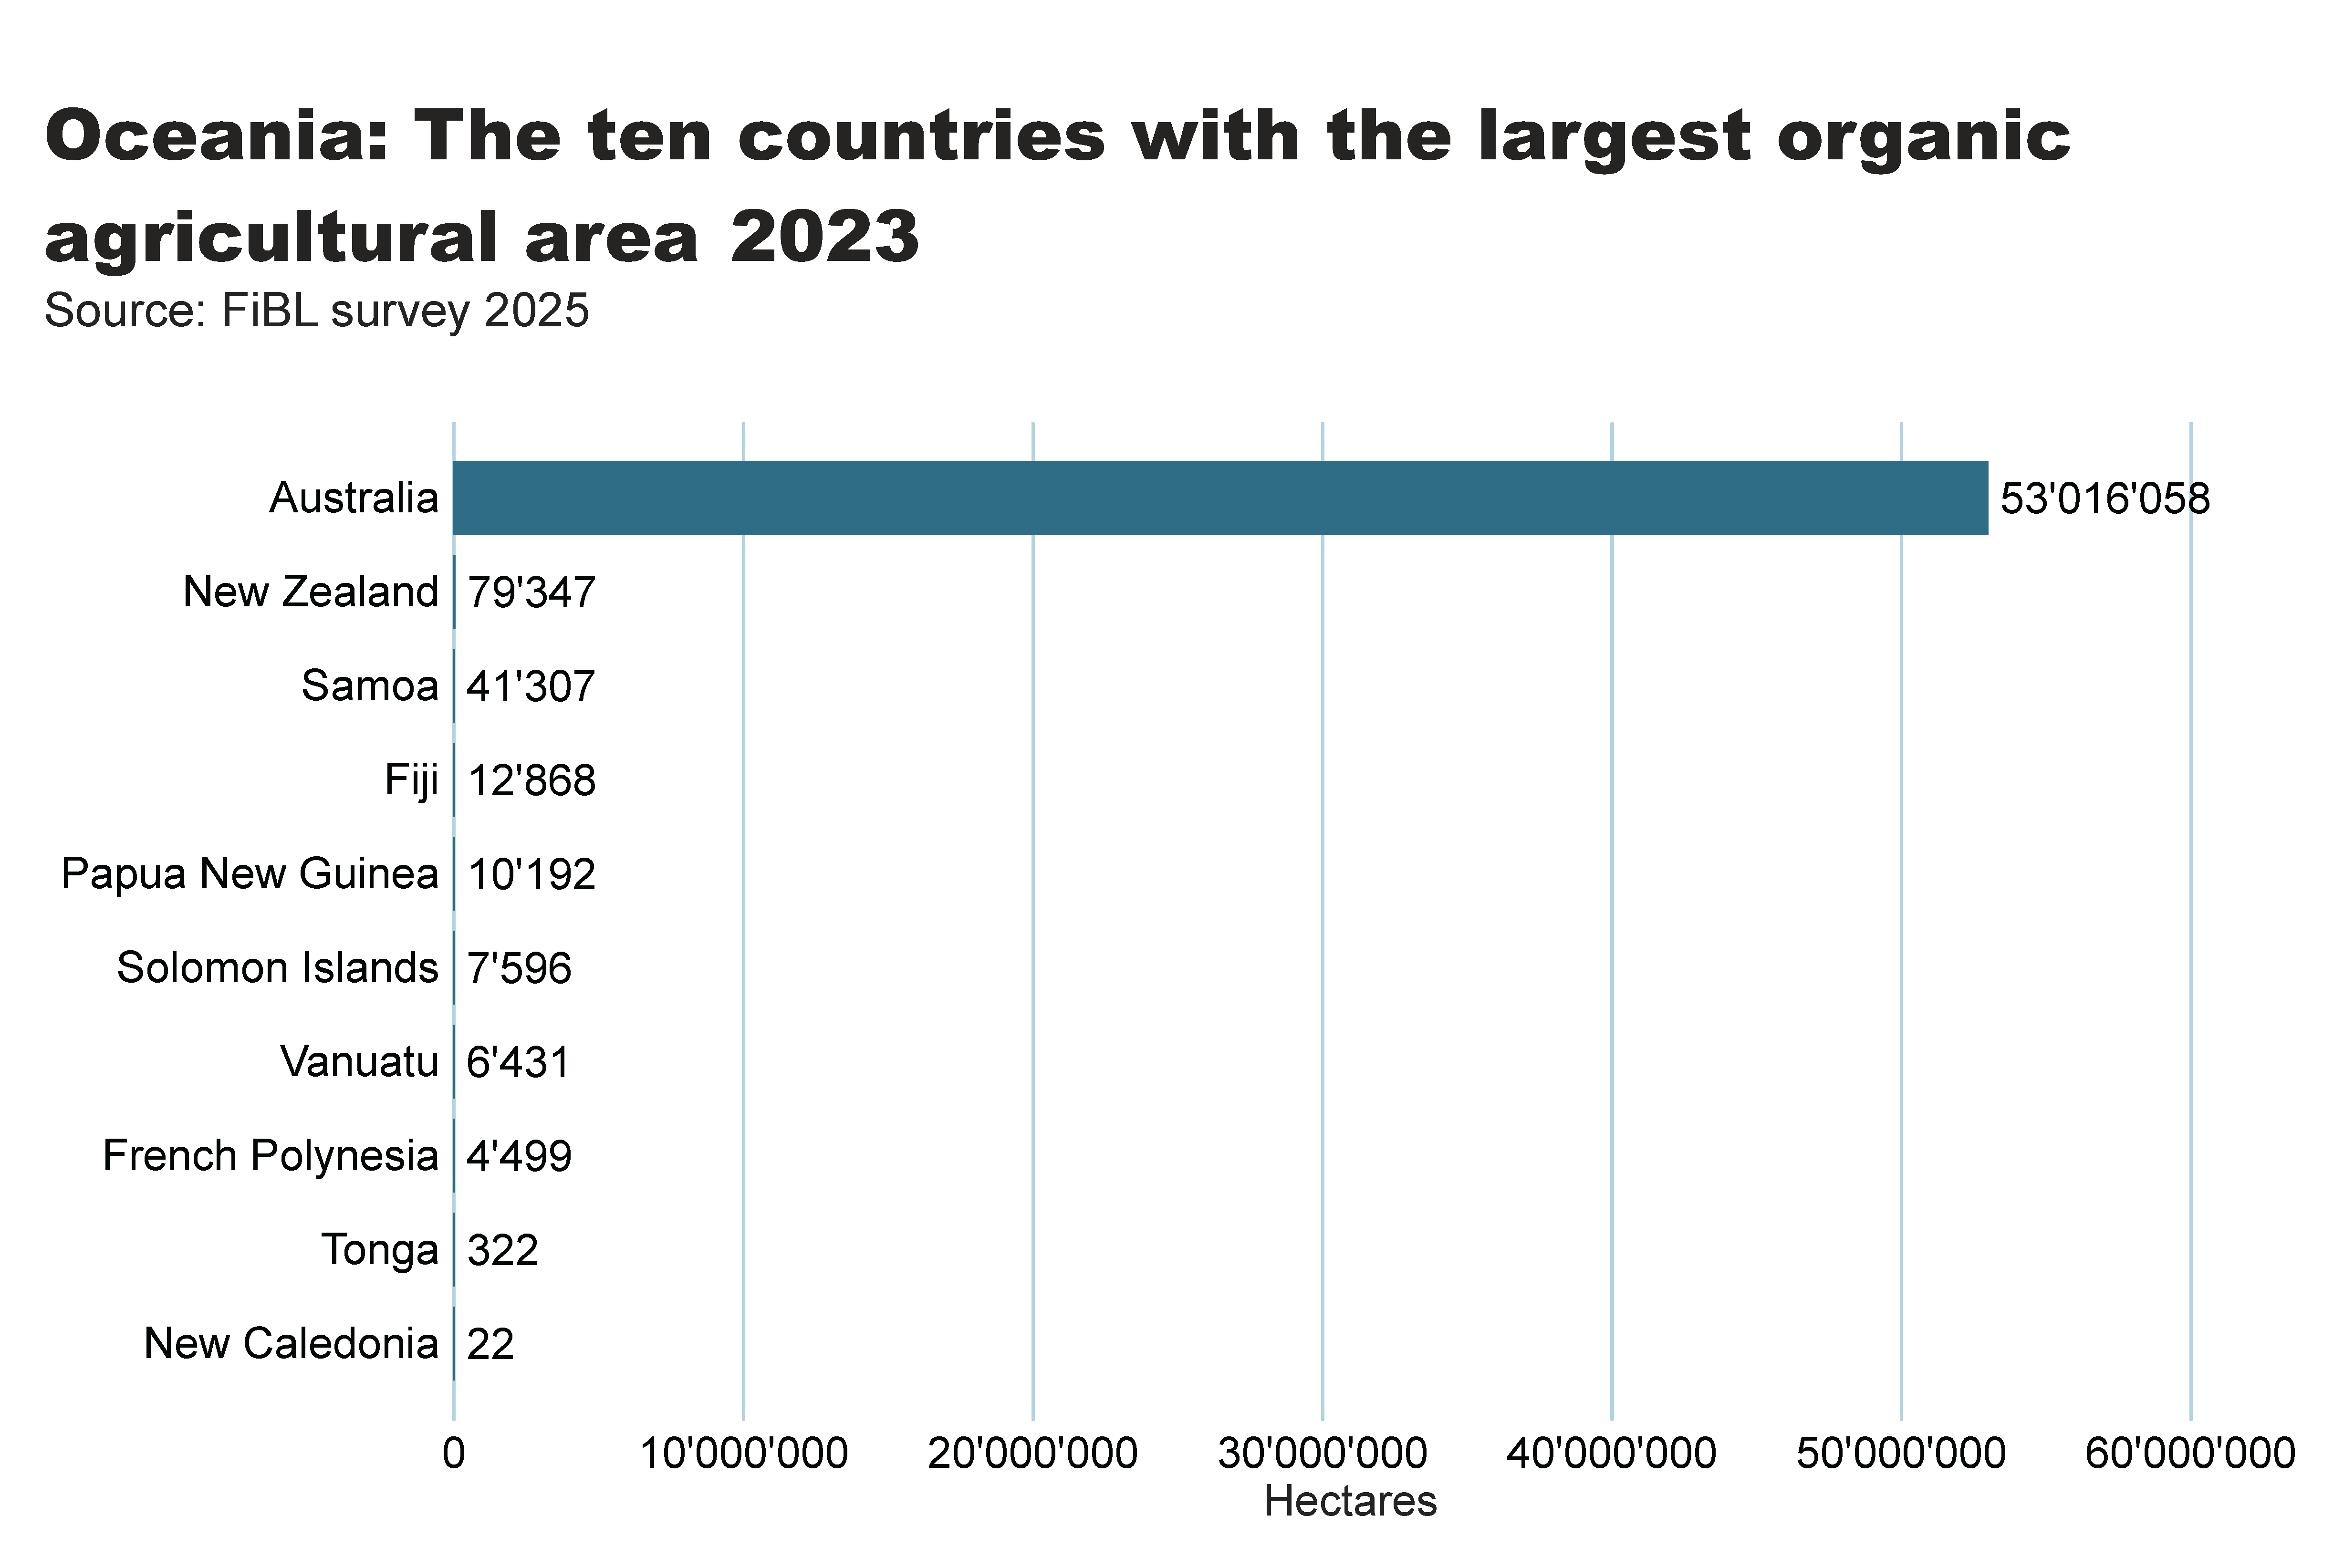 Oceania: The ten countries with the largest organic
agricultural area 2023
Source: FiBL survey 2025
Australia 53'016'058
New Zealand 79'347
Samoa 41'307
Fiji 12'868
Papua New Guinea 10'192
Solomon Islands 7'596
Vanuatu 6'431
French Polynesia 4'499
Tonga 322
New Caledonia 22
0 10'000'000 20'000'000 30'000'000 40'000'000 50'000'000 60'000'000
Hectares